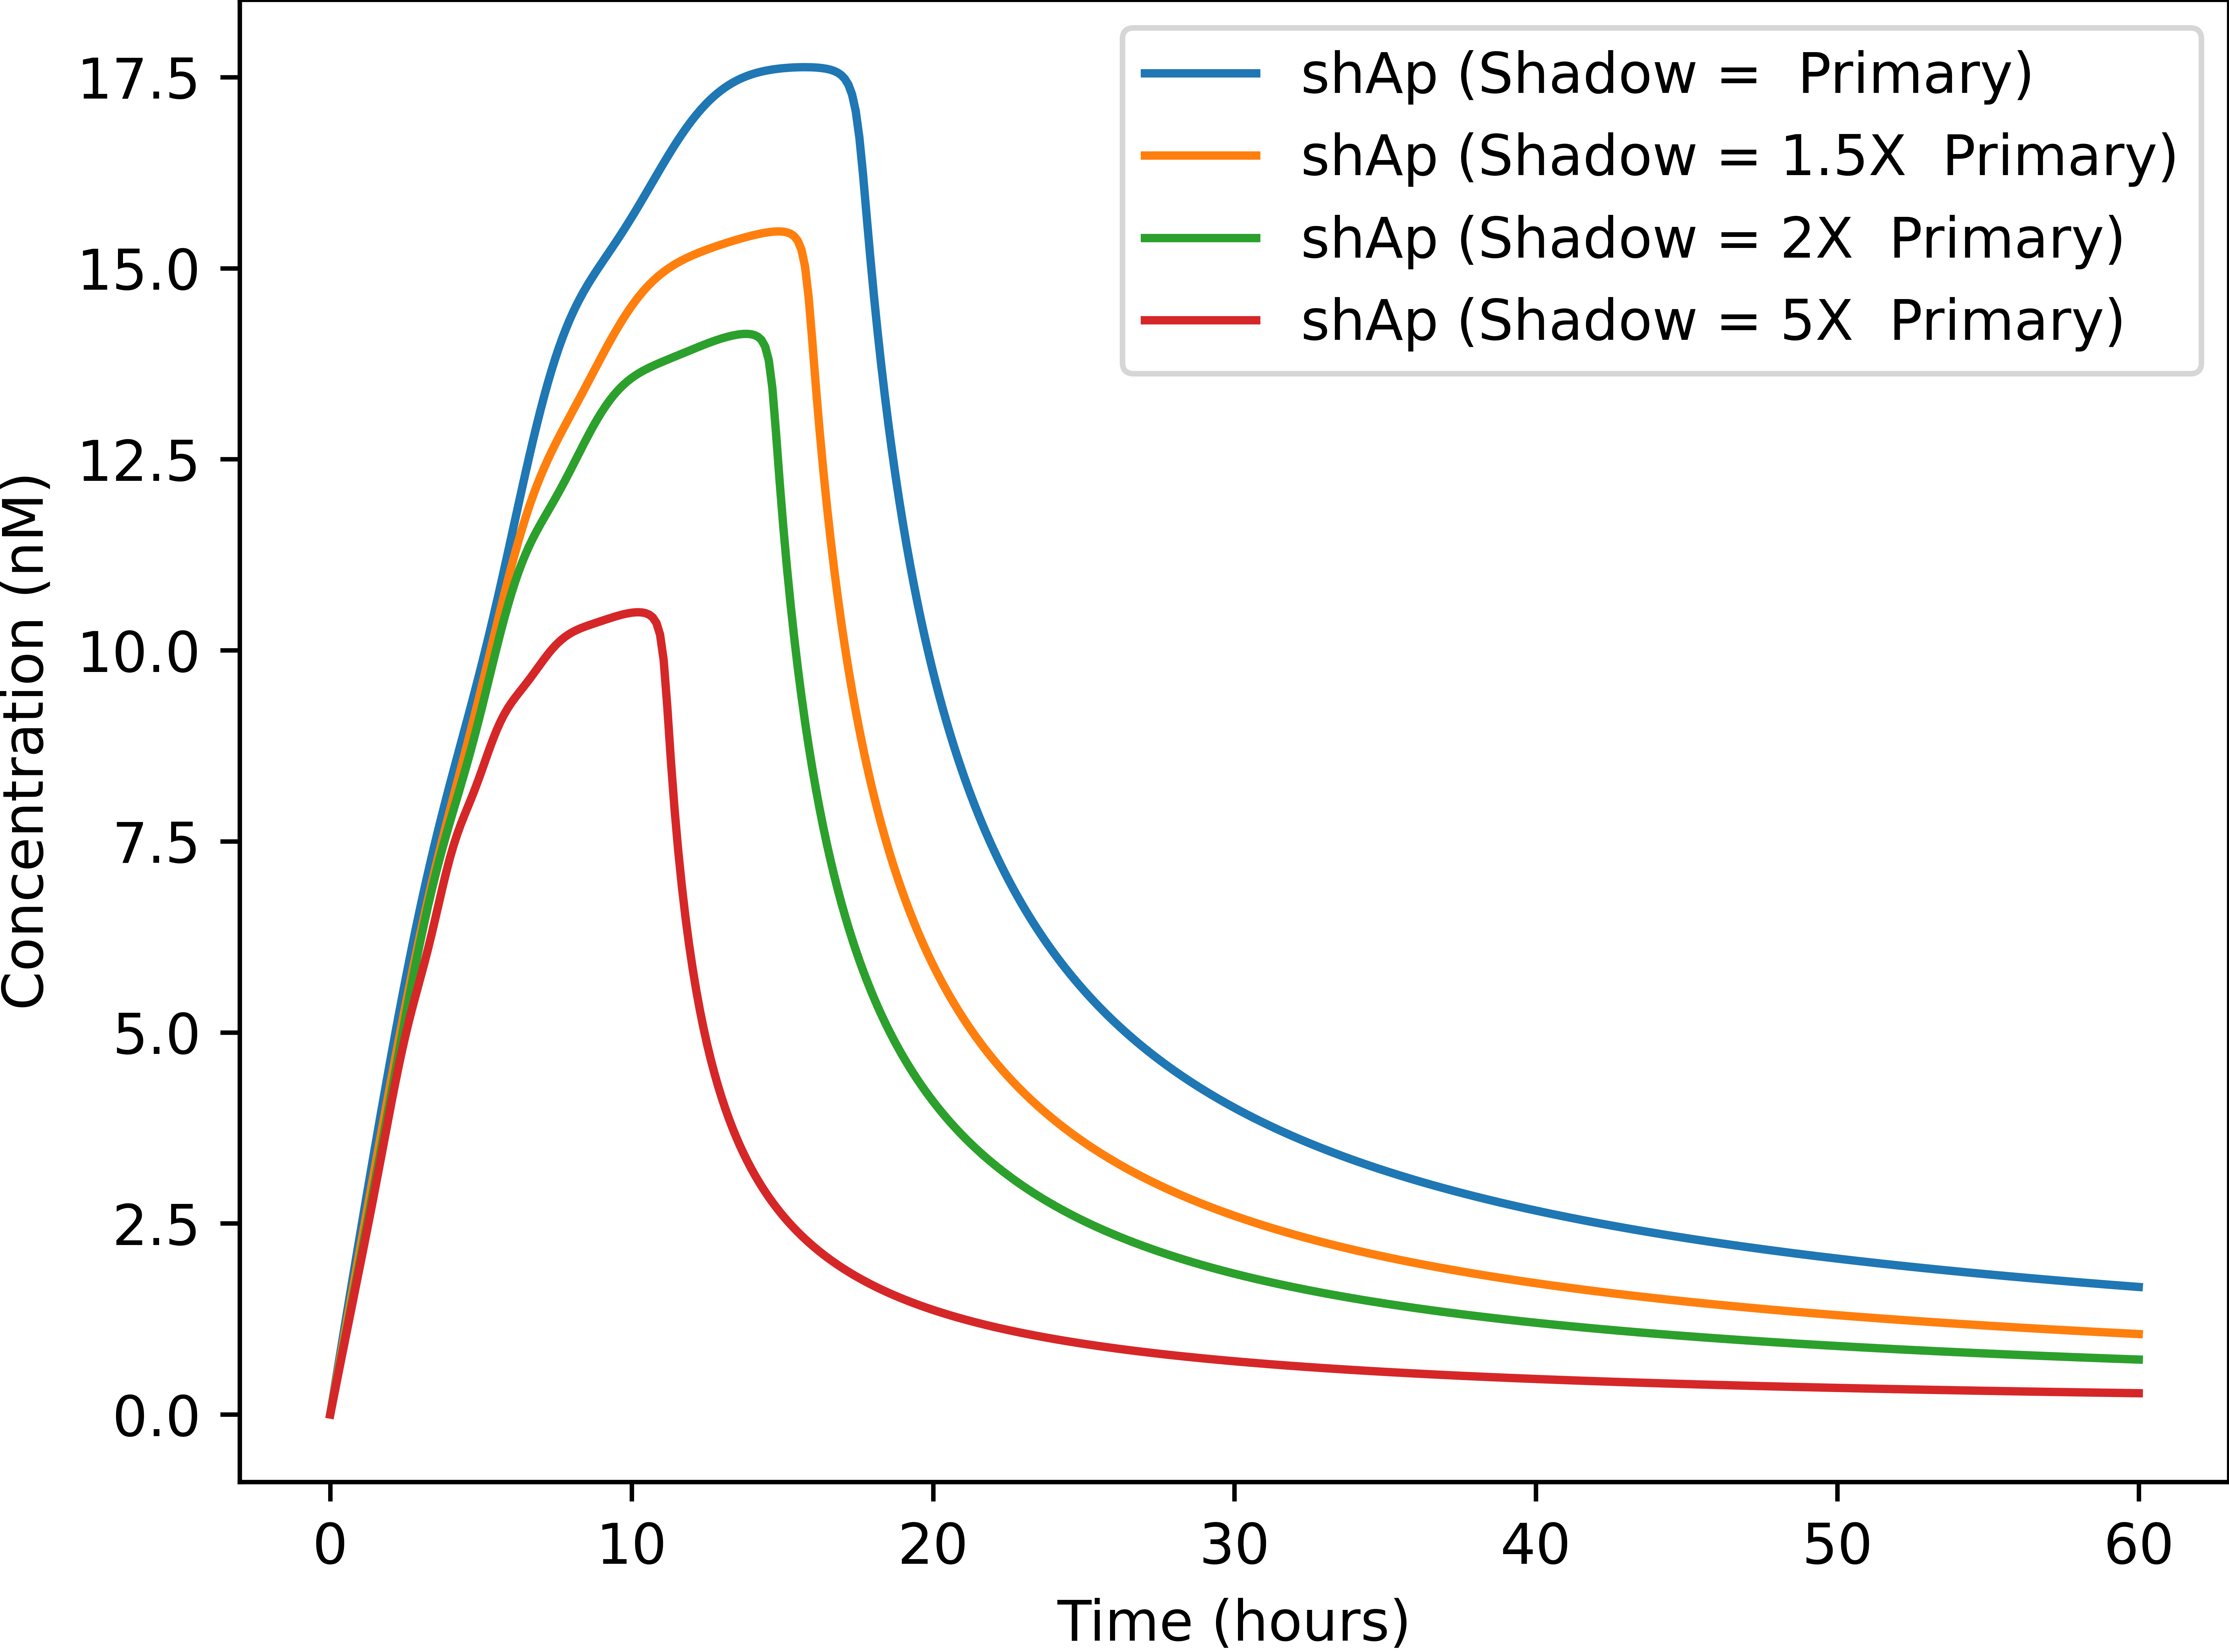 17.5
15.0
12.5
10.0
7.5
5.0
2.5
0.0
Concentration (nM)
shAp (Shadow =  Primary)
shAp (Shadow = 1.5X  Primary)
shAp (Shadow = 2X  Primary)
shAp (Shadow = 5X  Primary)
0 10 20 30 40 50 60
Time (hours)